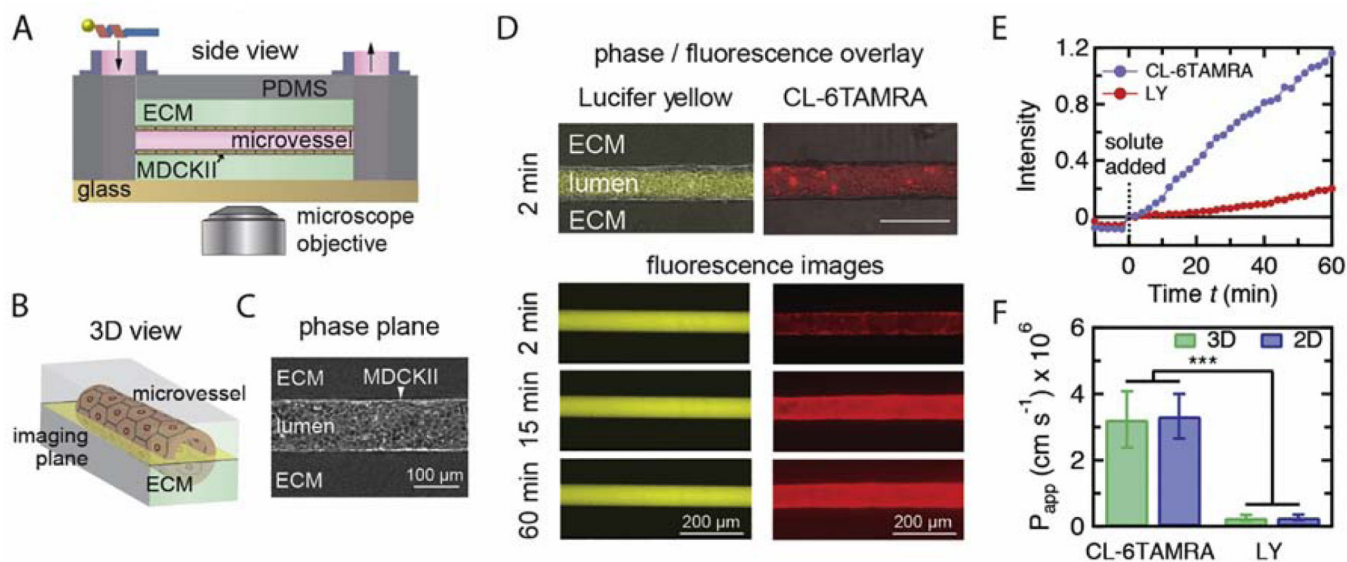 A
side view
PDMS
ECM
microvessel
MDCKII
glass
microscope
objective
B
3D view
microvessel
imaging
plane
ECM
C
phase plane
ECM
MDCKII
lumen
ECM
100 µm
D
phase / fluorescence overlay
Lucifer yellow
CL-6TAMRA
2 min
ECM
lumen
ECM
fluorescence images
2 min
15 min
60 min
200 µm
200 µm
E
1.2
0.8
0.4
0
Intensity
CL-6TAMRA
LY
solute
added
0
20
40
60
Time t (min)
F
6
4
2
0
P_app (cm s⁻¹) x 10⁶
3D
2D
***
CL-6TAMRA
LY